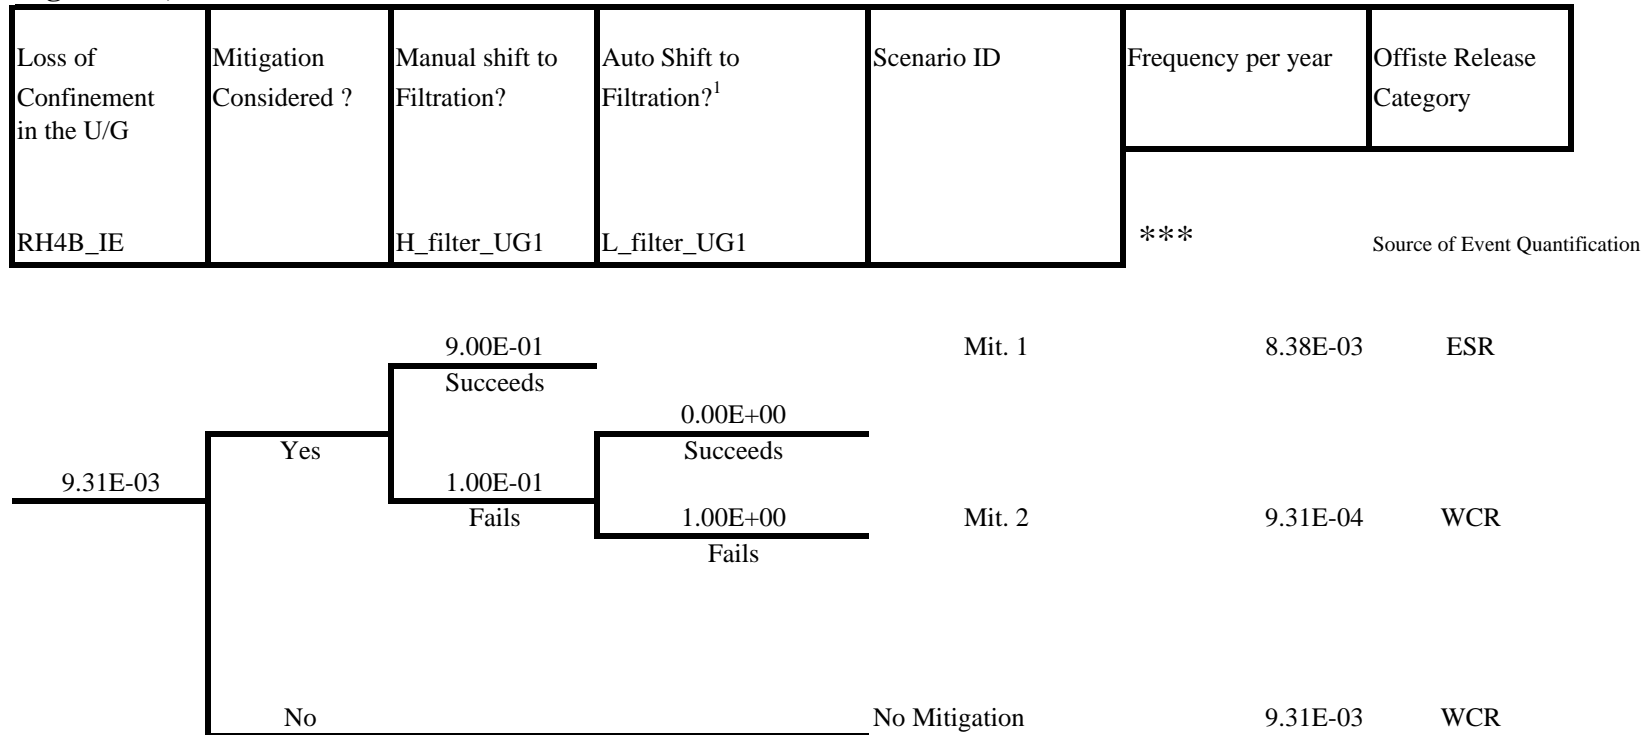 Loss of
Confinement
in the U/G
RH4B_IE
Mitigation
Considered ?
Manual shift to
Filtration?
H_filter_UG1
Auto Shift to
Filtration?1
L_filter_UG1
Scenario ID
Frequency per year
***
Offiste Release
Category
Source of Event Quantification
9.00E-01
Mit. 1
8.38E-03
ESR
Succeeds
0.00E+00
Yes
Succeeds
9.31E-03
1.00E-01
Fails
1.00E+00
Mit. 2
9.31E-04
WCR
Fails
No
No Mitigation
9.31E-03
WCR